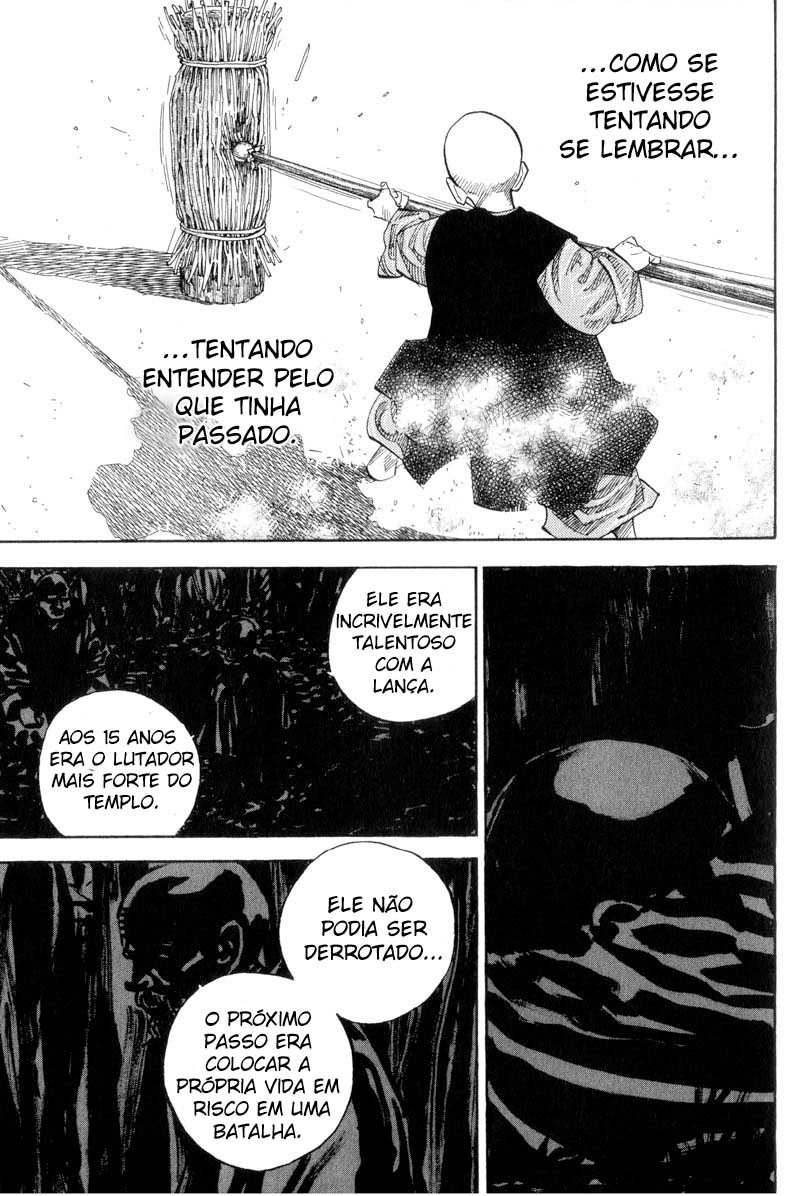 ...COMO SE
ESTIVESSE
TENTANDO
SE LEMBRAR...
...TENTANDO
ENTENDER PELO
QUE TINHA
PASSADO.
ELE ERA
INCRIVELMENTE
TALENTOSO
COM A
LANÇA.
AOS 15 ANOS
ERA O LUTADOR
MAIS FORTE DO
TEMPLO.
ELE NÃO
PODIA SER
DERROTADO...
O PRÓXIMO
PASSO ERA
COLOCAR A
PRÓPRIA VIDA EM
RISCO EM UMA
BATALHA.